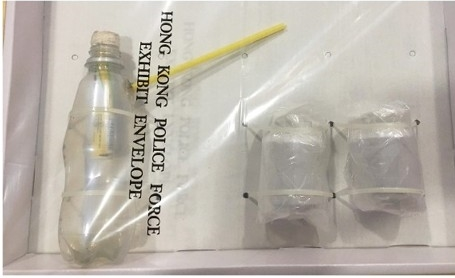 HONG KONG POLICE FORCE
EXHIBIT ENVELOPE